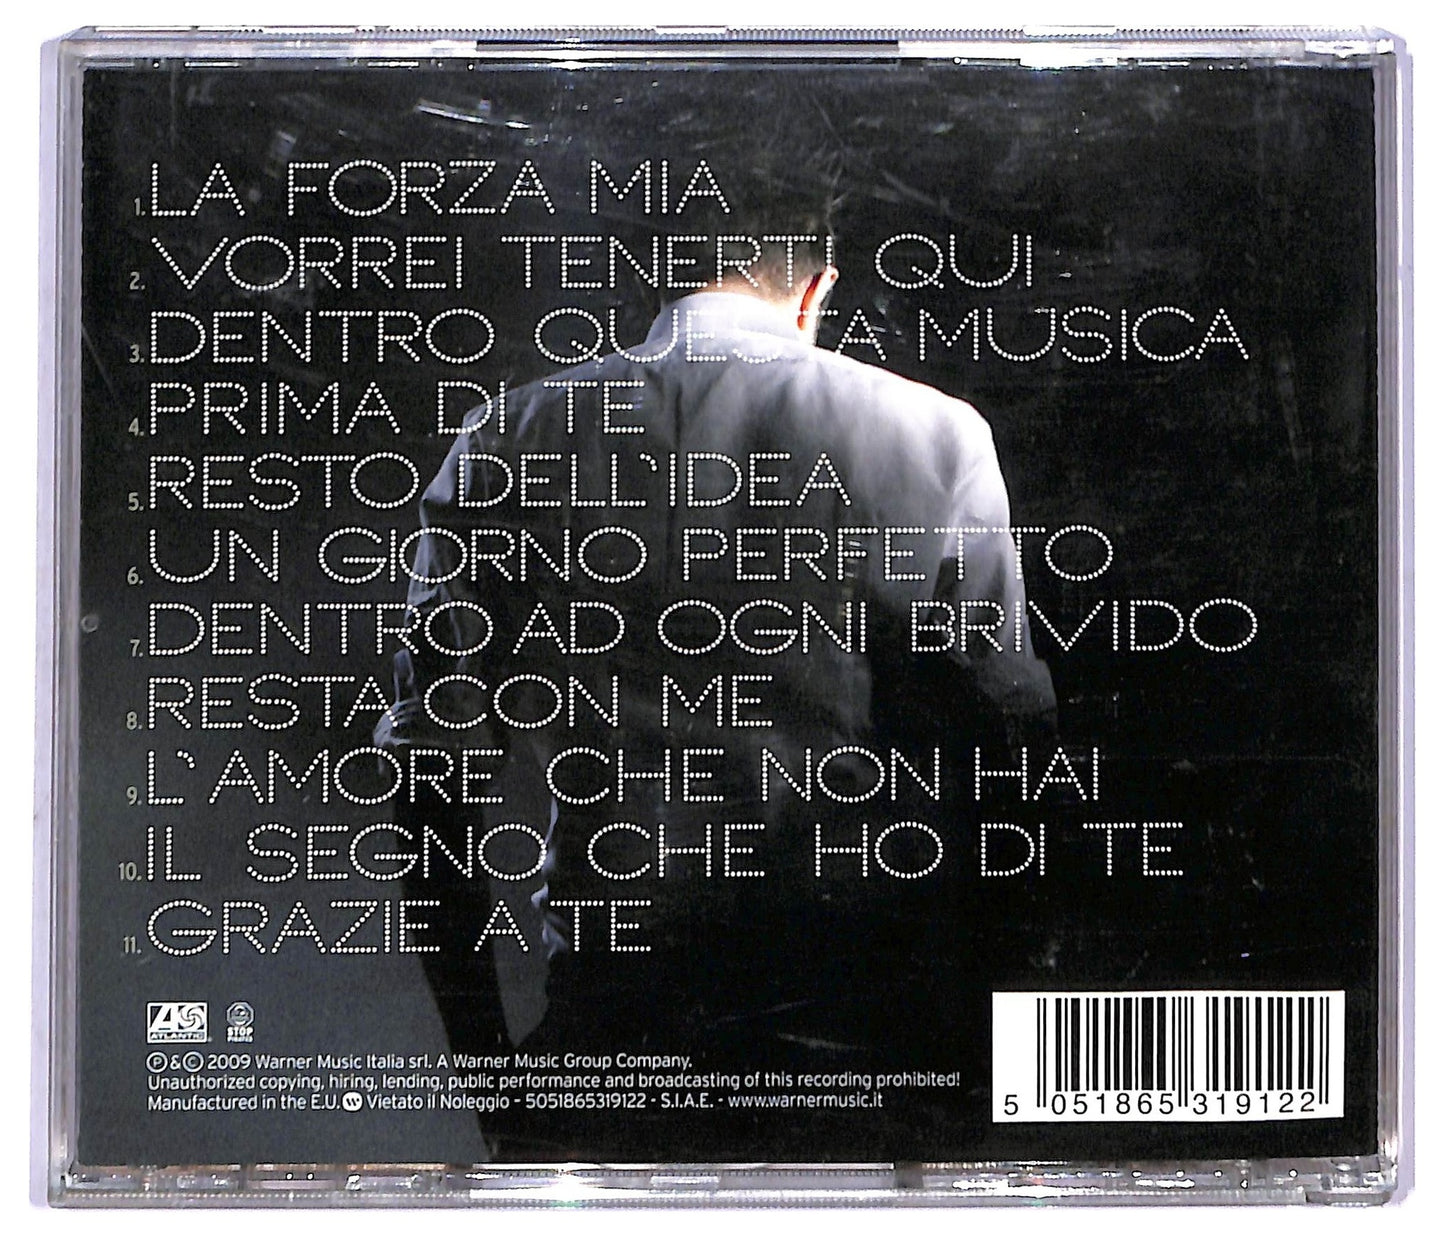 1. LA FORZA MIA
2. VORREI TENERTI QUI
3. DENTRO QUESTA MUSICA
4. PRIMA DI TE
5. RESTO DELL'IDEA
6. UN GIORNO PERFETTO
7. DENTRO AD OGNI BRIVIDO
8. RESTA CON ME
9. L'AMORE CHE NON HAI
10. IL SEGNO CHE HO DI TE
11. GRAZIE A TE
ATLANTIC STOP
℗&© 2009 Warner Music Italia srl. A Warner Music Group Company.
Unauthorized copying, hiring, lending, public performance and broadcasting of this recording prohibited!
Manufactured in the E.U. Vietato il Noleggio - 5051865319122 - S.I.A.E. - www.warnermusic.it
5 051865 319122